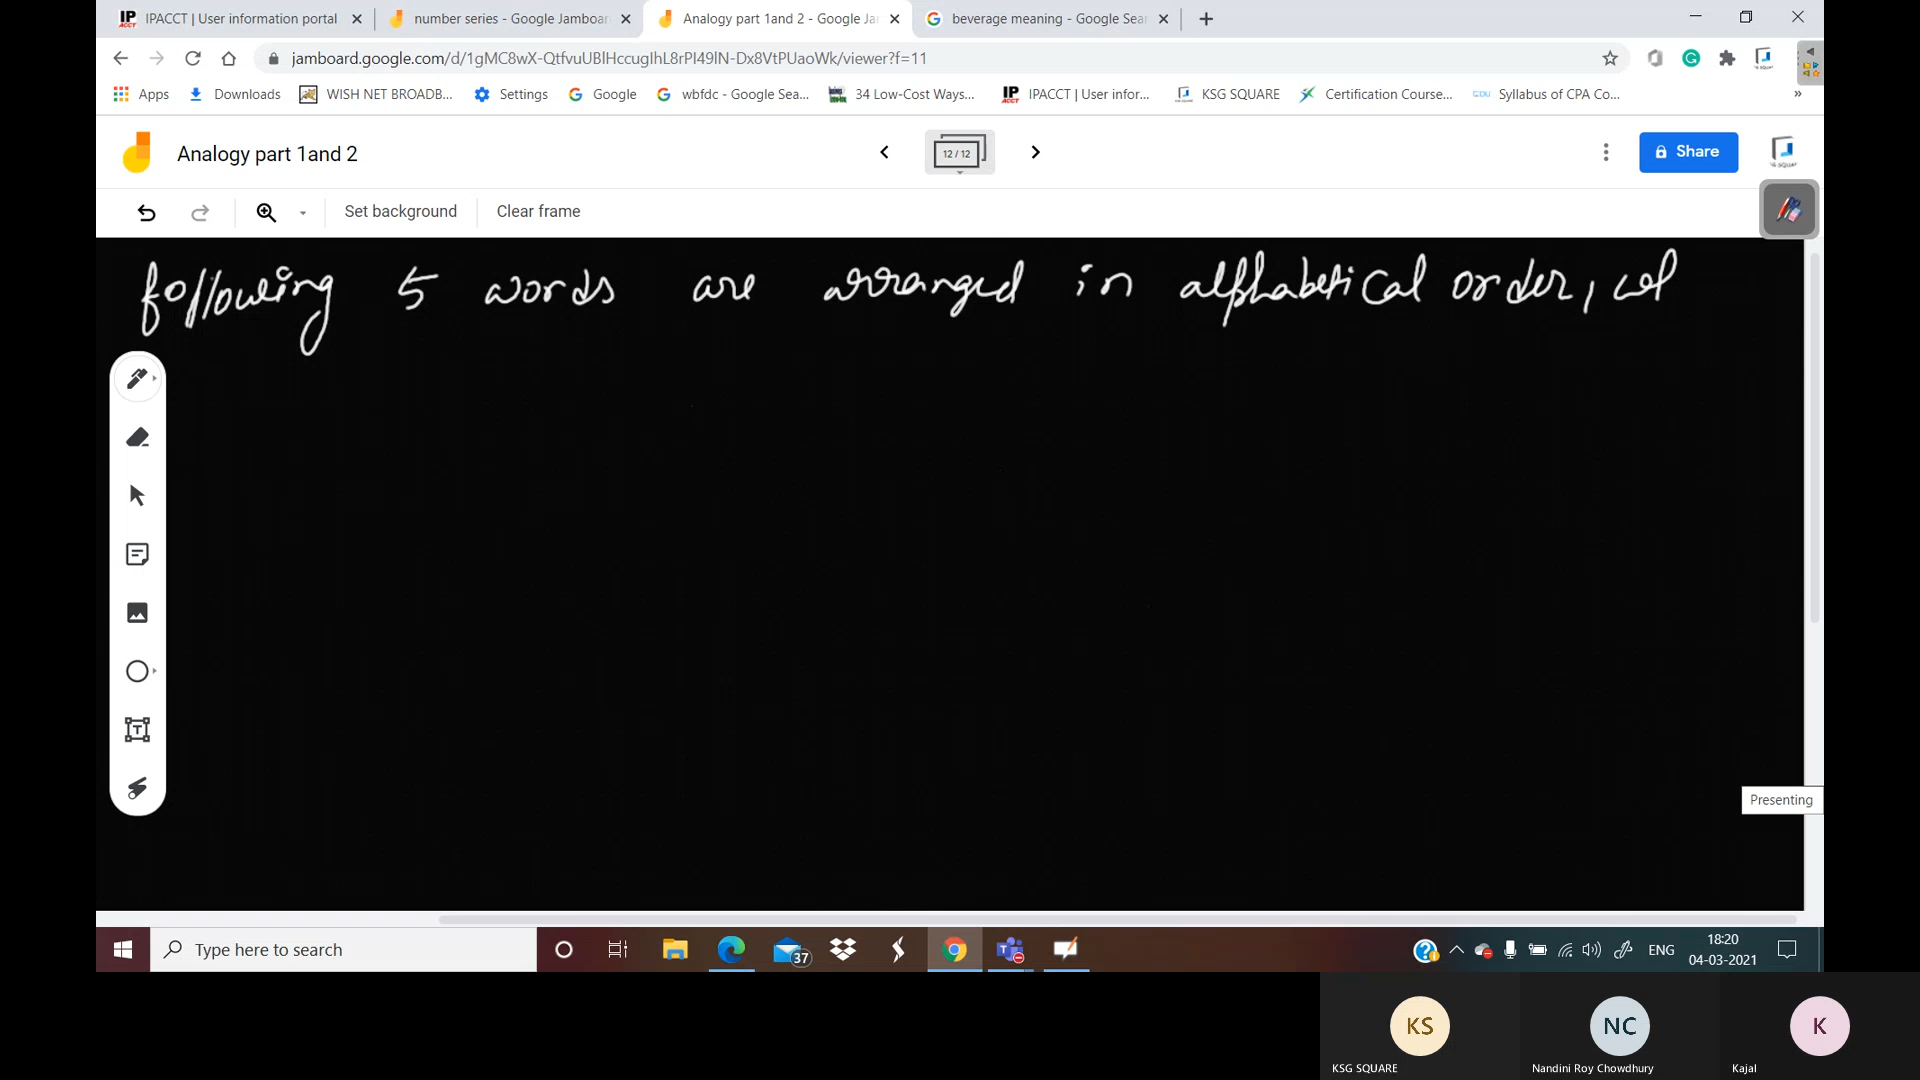 IPACCT | User information portal
number series - Google Jamboar
Analogy part 1and 2 - Google Ja
beverage meaning - Google Sea
jamboard.google.com/d/1gMC8wX-QtfvuUBlHccugIhL8rPI49lN-Dx8VtPUaoWk/viewer?f=11
Apps Downloads WISH NET BROADB... Settings Google wbfdc - Google Sea... 34 Low-Cost Ways... IPACCT | User infor... KSG SQUARE Certification Course... Syllabus of CPA Co... »
Analogy part 1and 2
12 / 12
Share
Set background Clear frame
following 5 words are arranged in alphabetical order,
Presenting
Type here to search
37
ENG
18:20
04-03-2021
KS NC K
KSG SQUARE Nandini Roy Chowdhury Kajal